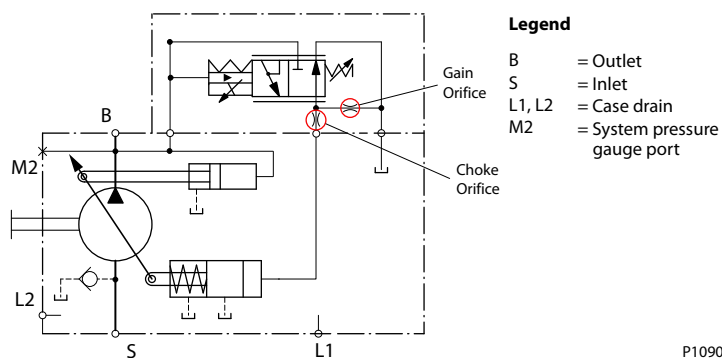 Legend
B = Outlet
S = Inlet
L1, L2 = Case drain
M2 = System pressure
gauge port
Gain
Orifice
Choke
Orifice
B
M2
L2
S
L1
P109003